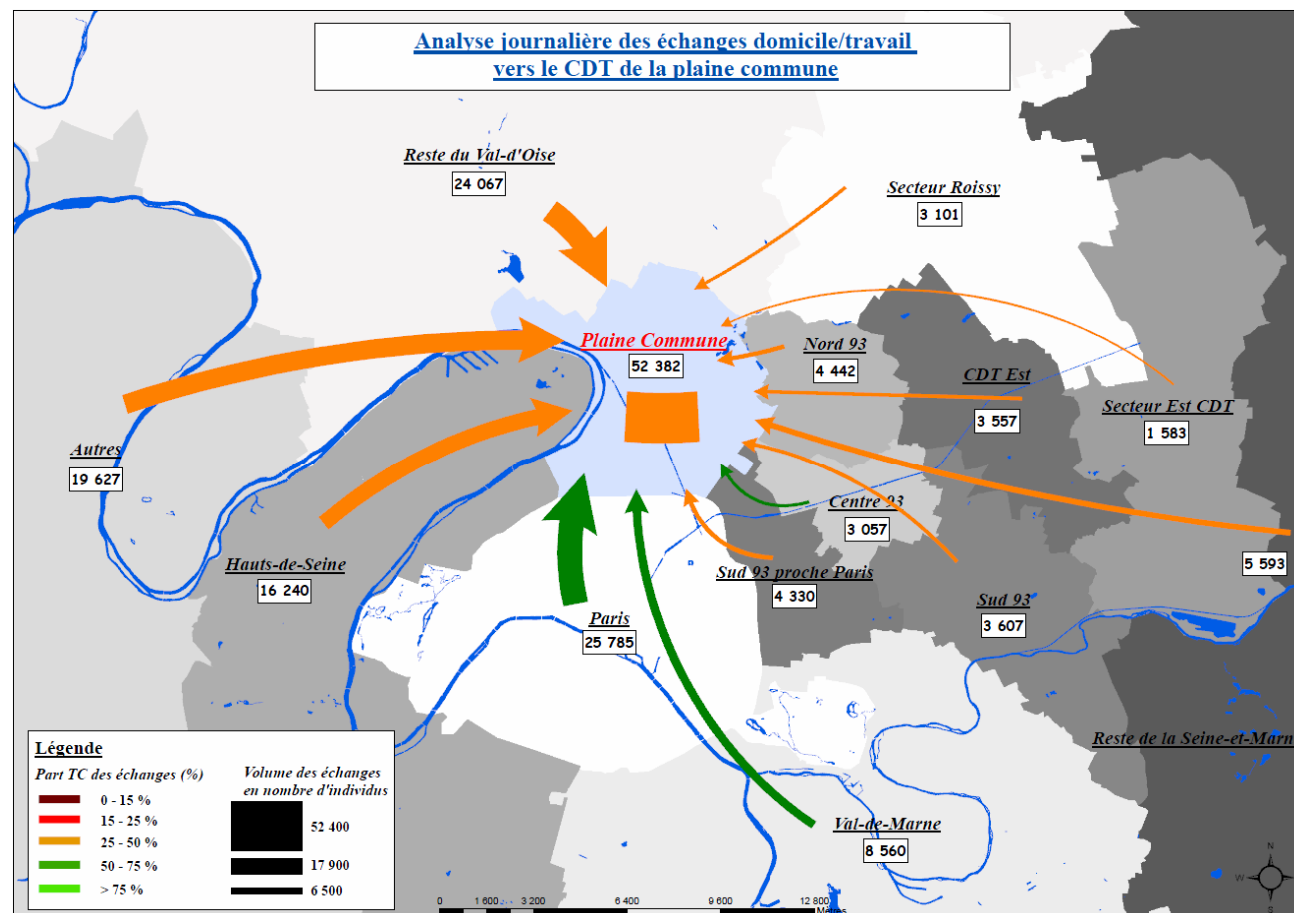 Analyse journalière des échanges domicile/travail
vers le CDT de la plaine commune
Reste du Val-d'Oise
24 067
Secteur Roissy
3 101
Plaine Commune
52 382
Nord 93
4 442
CDT Est
3 557
Secteur Est CDT
1 583
Autres
19 627
Centre 93
3 057
5 593
Hauts-de-Seine
16 240
Sud 93 proche Paris
4 330
Sud 93
3 607
Paris
25 785
Reste de la Seine-et-Marn
Val-de-Marne
8 560
Légende
Part TC des échanges (%)
0 - 15 %
15 - 25 %
25 - 50 %
50 - 75 %
> 75 %
Volume des échanges
en nombre d'individus
52 400
17 900
6 500
0 1 600 3 200 6 400 9 600 12 800
Mètres
N
W
S